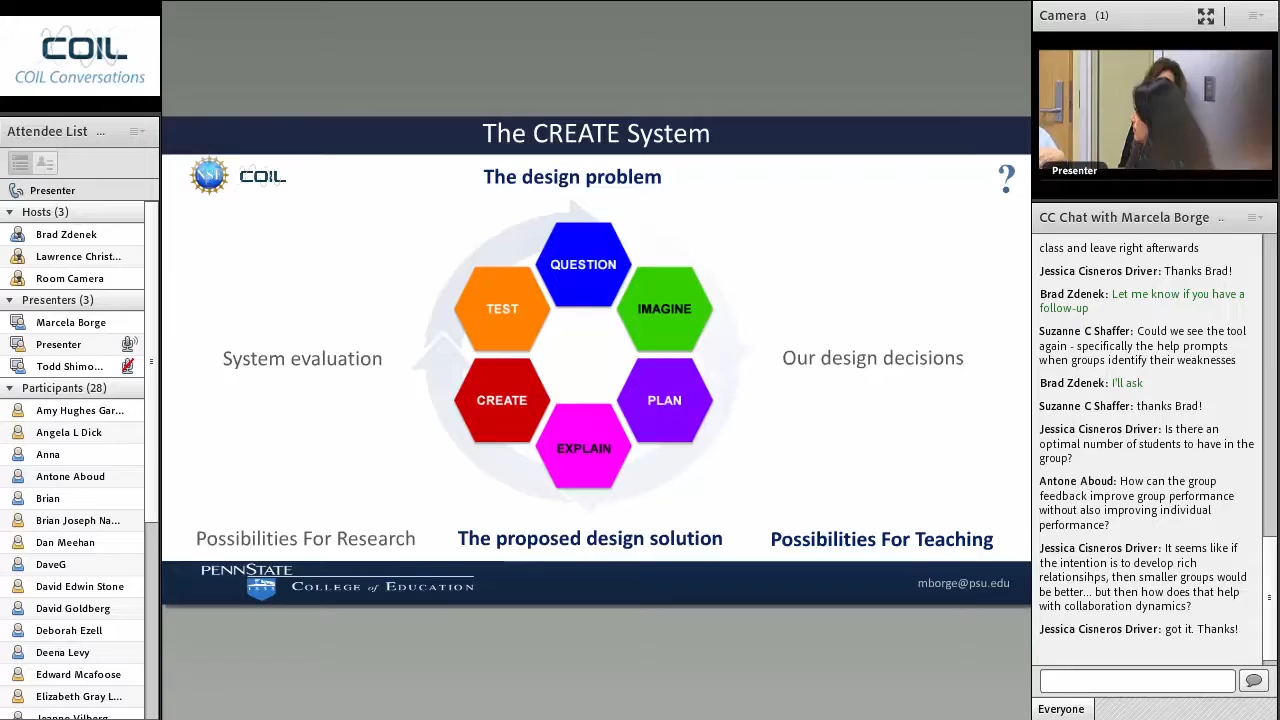 COIL
COIL Conversations
Attendee List ...
Presenter
Hosts (3)
Brad Zdenek
Lawrence Christ...
Room Camera
Presenters (3)
Marcela Borge
Presenter
Todd Shimo...
Participants (28)
Amy Hughes Gar...
Angela L Dick
Anna
Antone Aboud
Brian
Brian Joseph Na...
Dan Meehan
DaveG
David Edwin Stone
David Goldberg
Deborah Ezell
Deena Levy
Edward Mcafoose
Elizabeth Gray L...
Jeanne Vilberg
The CREATE System
NSF
COIL
The design problem
?
QUESTION
TEST
IMAGINE
System evaluation
Our design decisions
CREATE
PLAN
EXPLAIN
Possibilities For Research
The proposed design solution
Possibilities For Teaching
PENNSTATE
COLLEGE OF EDUCATION
mborge@psu.edu
Camera (1)
Presenter
CC Chat with Marcela Borge ..
class and leave right afterwards
Jessica Cisneros Driver: Thanks Brad!
Brad Zdenek: Let me know if you have a
follow-up
Suzanne C Shaffer: Could we see the tool
again - specifically the help prompts
when groups identify their weaknesses
Brad Zdenek: I'll ask
Suzanne C Shaffer: thanks Brad!
Jessica Cisneros Driver: Is there an
optimal number of students to have in the
group?
Antone Aboud: How can the group
feedback improve group performance
without also improving individual
performance?
Jessica Cisneros Driver: It seems like if
the intention is to develop rich
relationsihps, then smaller groups would
be better... but then how does that help
with collaboration dynamics?
Jessica Cisneros Driver: got it. Thanks!
Everyone